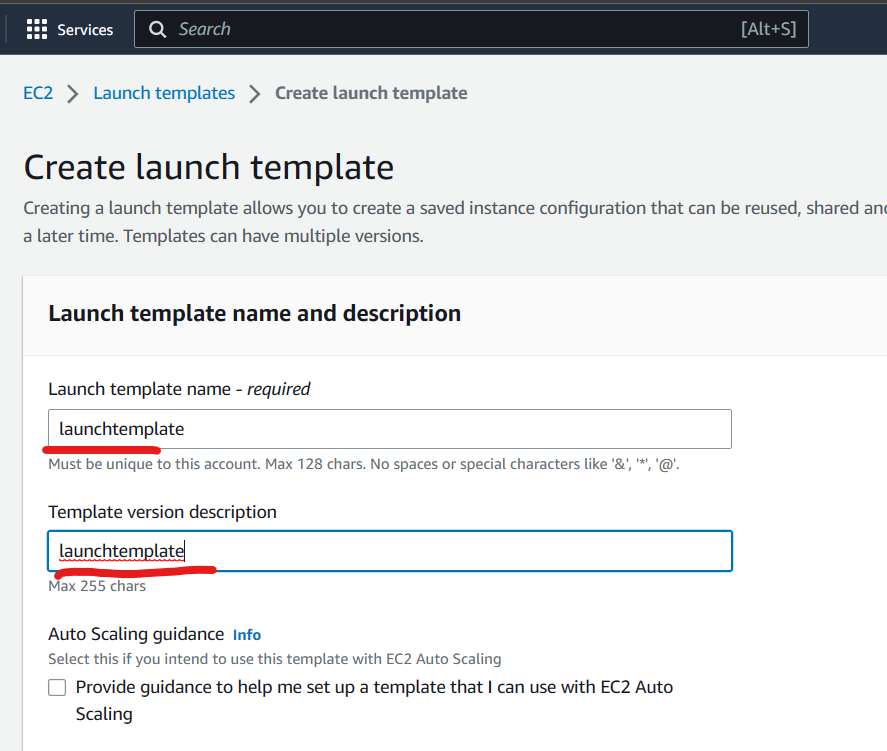 Services Search [Alt+S]
EC2 > Launch templates > Create launch template
Create launch template
Creating a launch template allows you to create a saved instance configuration that can be reused, shared and
a later time. Templates can have multiple versions.
Launch template name and description
Launch template name - required
launchtemplate
Must be unique to this account. Max 128 chars. No spaces or special characters like '&', '*', '@'.
Template version description
launchtemplate
Max 255 chars
Auto Scaling guidance Info
Select this if you intend to use this template with EC2 Auto Scaling
Provide guidance to help me set up a template that I can use with EC2 Auto
Scaling